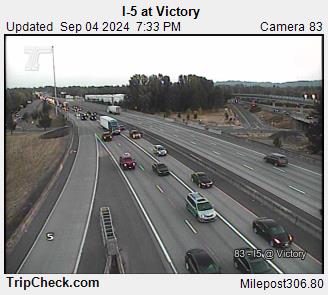 I-5 at Victory
Updated Sep 04 2024 7:33 PM Camera 83
S
83 - I5 @ Victory
TripCheck.com Milepost306.80